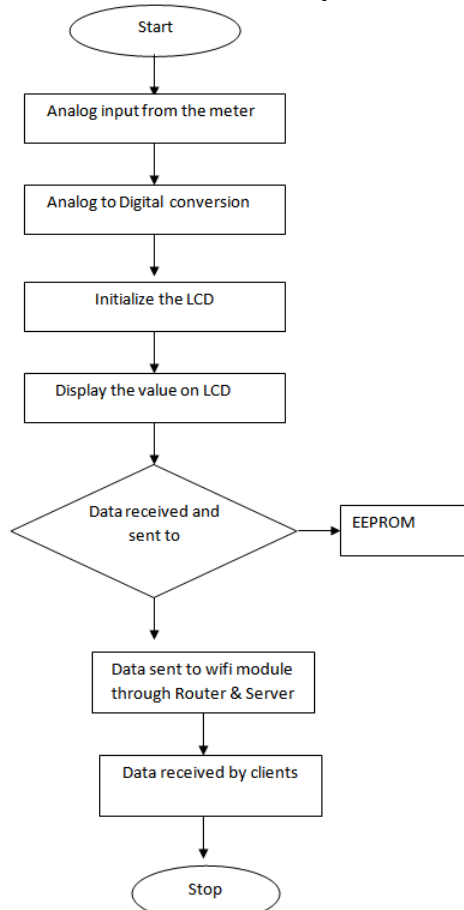 Start
Analog input from the meter
Analog to Digital conversion
Initialize the LCD
Display the value on LCD
Data received and
sent to
EEPROM
Data sent to wifi module
through Router & Server
Data received by clients
Stop